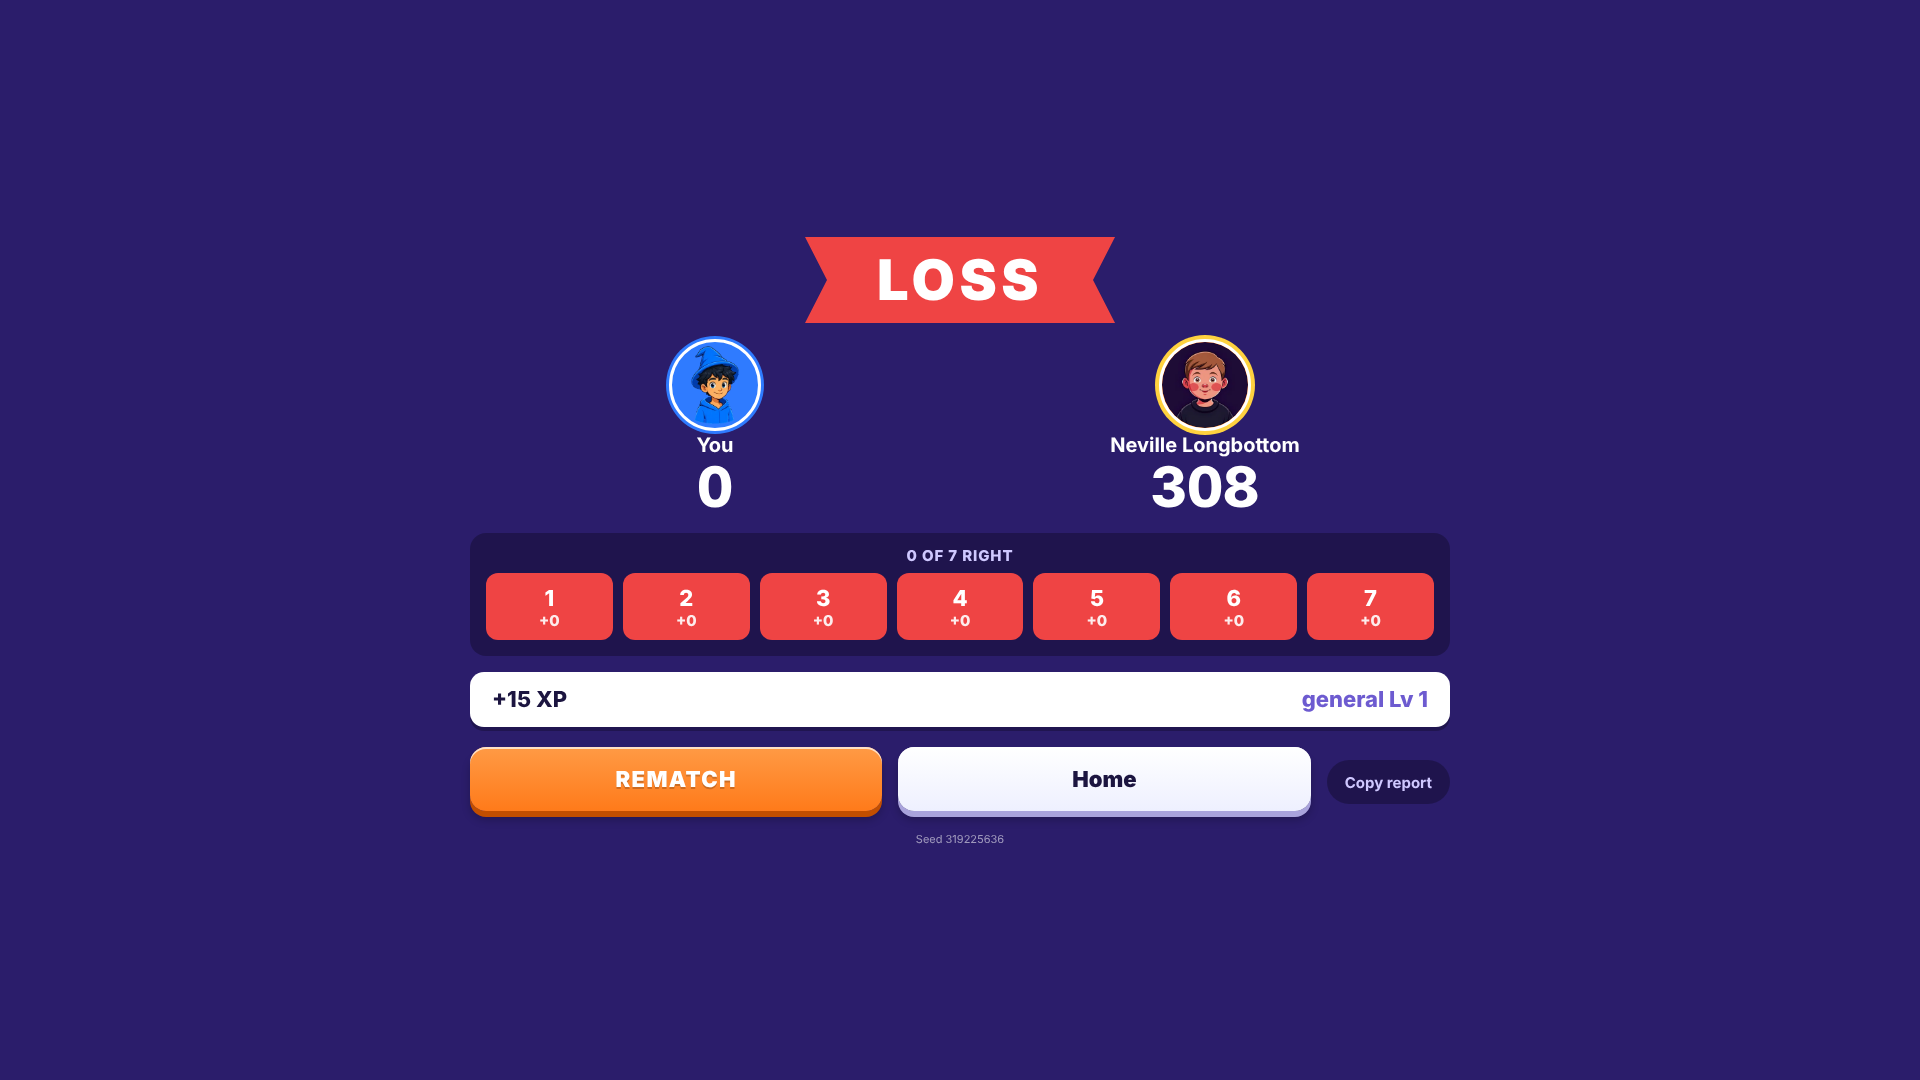 LOSS
You
Neville Longbottom
0
308
0 OF 7 RIGHT
1 2 3 4 5 6 7
+0 +0 +0 +0 +0 +0 +0
+15 XP
general Lv 1
REMATCH
Home
Copy report
Seed 319225636